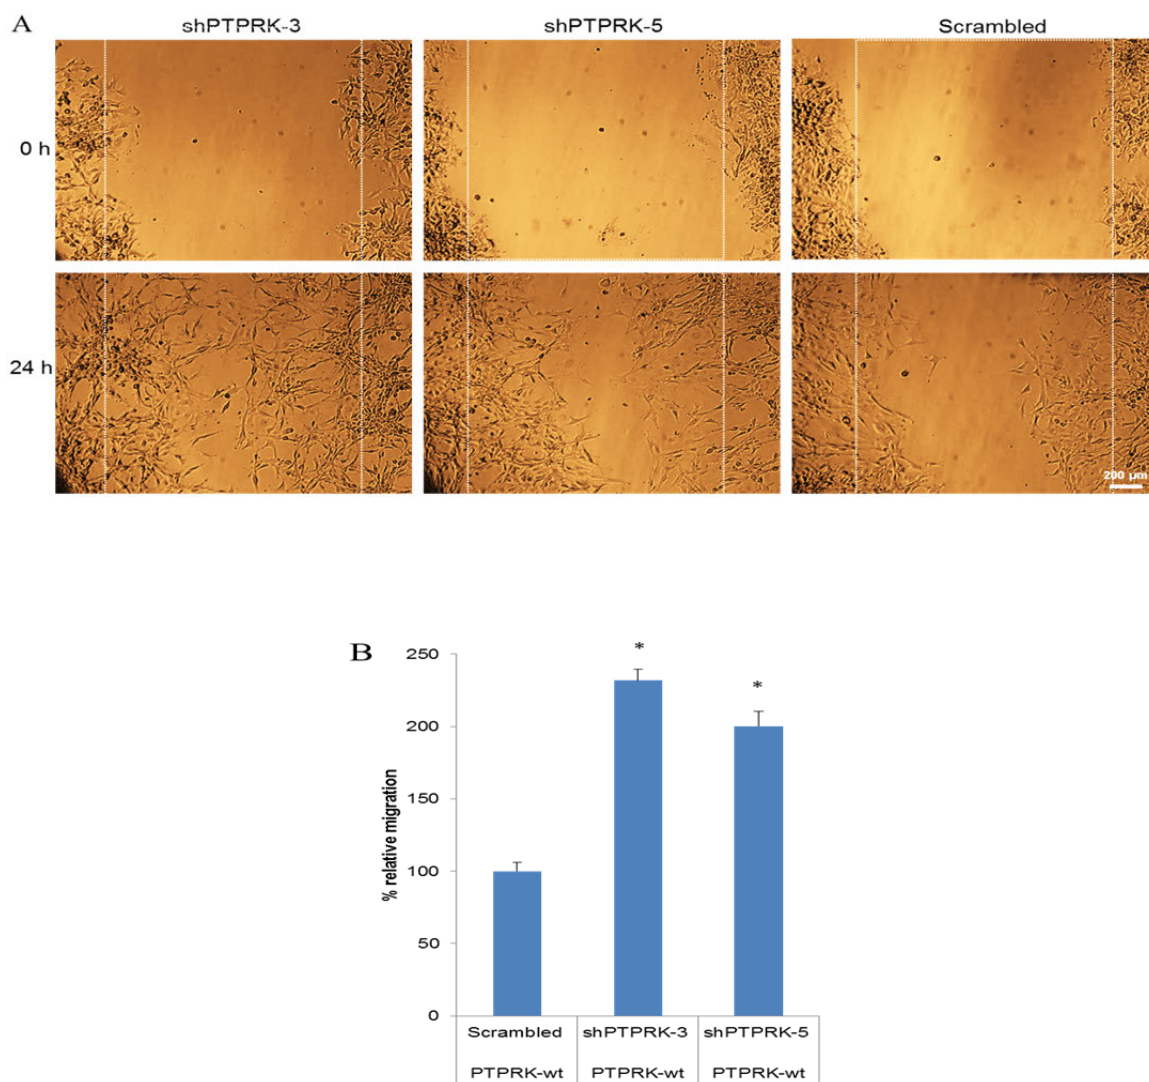 A
shPTPRK-3 shPTPRK-5 Scrambled
0 h
24 h
200 µm
B
% relative migration
250
200
150
100
50
0
* *
Scrambled shPTPRK-3 shPTPRK-5
PTPRK-wt PTPRK-wt PTPRK-wt